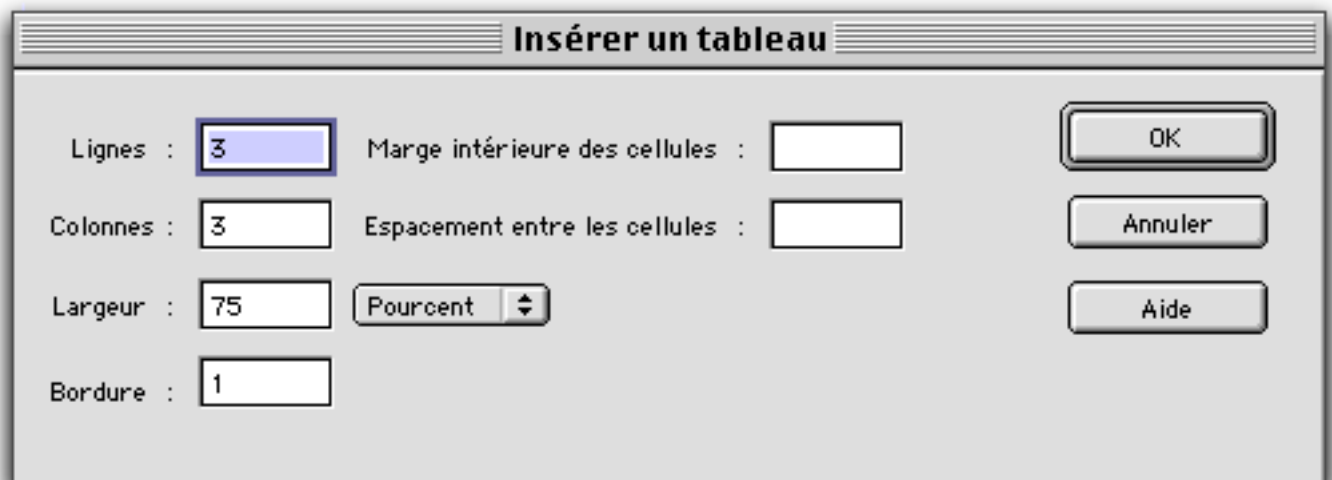 Insérer un tableau
Lignes : 3 Marge intérieure des cellules : OK
Colonnes : 3 Espacement entre les cellules : Annuler
Largeur : 75 Pourcent Aide
Bordure : 1